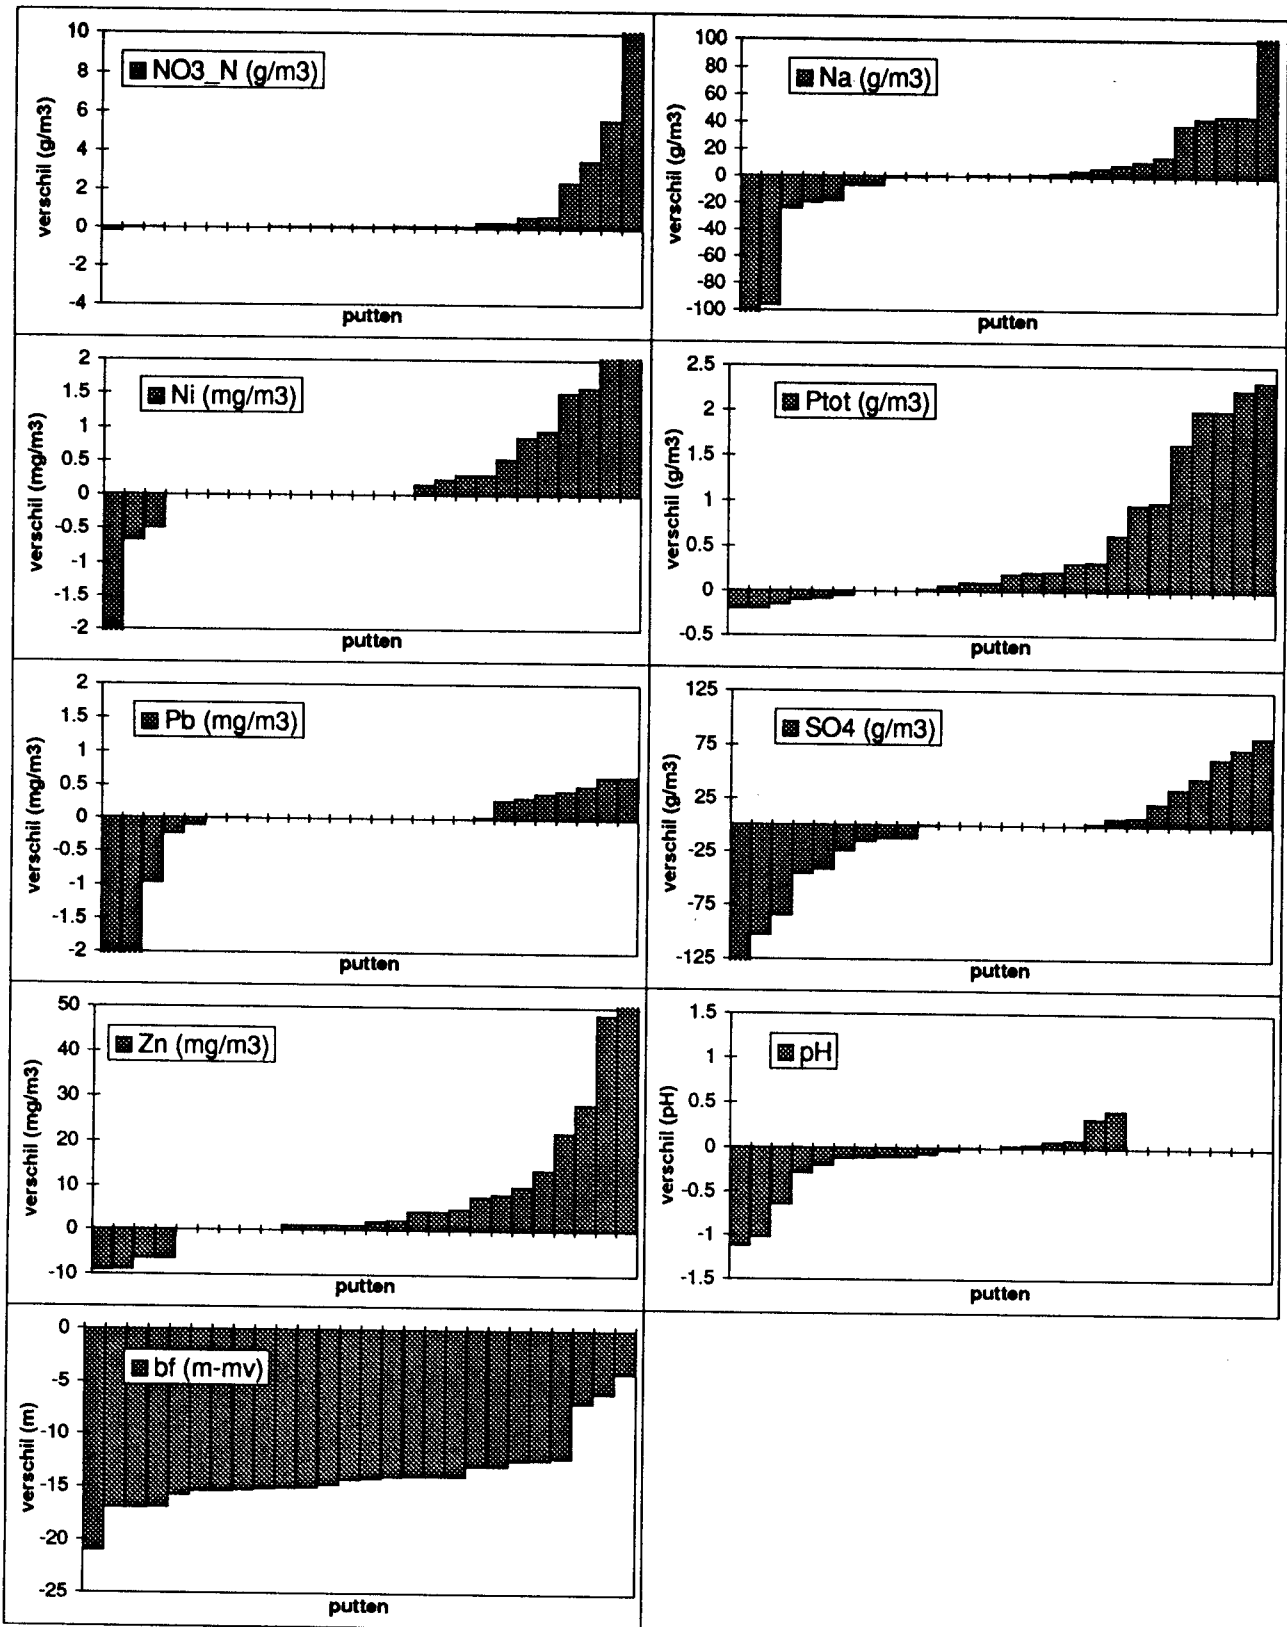 NO3_N (g/m3)
verschil (g/m3)
10
8
6
4
2
0
-2
-4
putten
Na (g/m3)
verschil (g/m3)
100
80
60
40
20
0
-20
-40
-60
-80
-100
putten
Ni (mg/m3)
verschil (mg/m3)
2
1.5
1
0.5
0
-0.5
-1
-1.5
-2
putten
Ptot (g/m3)
verschil (g/m3)
2.5
2
1.5
1
0.5
0
-0.5
putten
Pb (mg/m3)
verschil (mg/m3)
2
1.5
1
0.5
0
-0.5
-1
-1.5
-2
putten
SO4 (g/m3)
verschil (g/m3)
125
75
25
-25
-75
-125
putten
Zn (mg/m3)
verschil (mg/m3)
50
40
30
20
10
0
-10
putten
pH
verschil (pH)
1.5
1
0.5
0
-0.5
-1
-1.5
putten
bf (m-mv)
verschil (m)
0
-5
-10
-15
-20
-25
putten